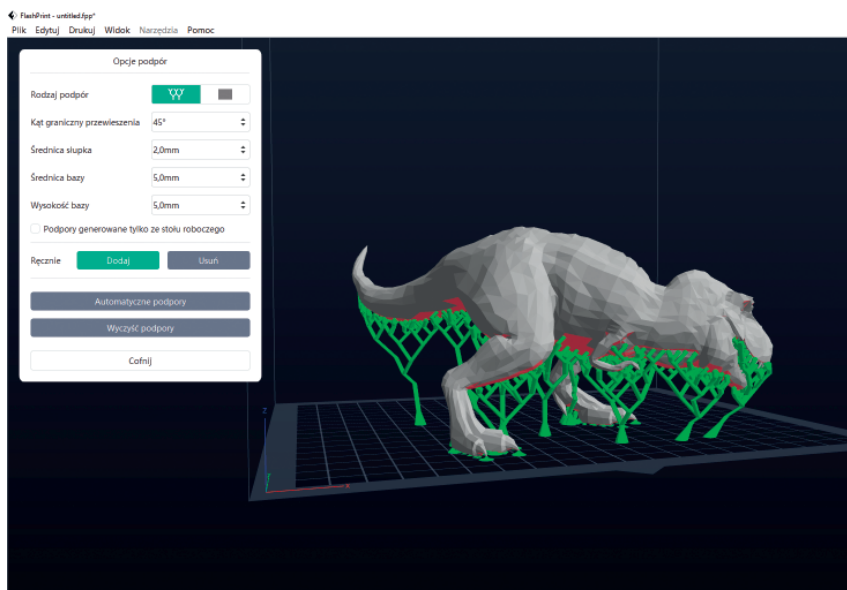 FlashPrint - untitled.fpp*
Plik Edytuj Drukuj Widok Narzędzia Pomoc
Opcje podpór
Rodzaj podpór
Kąt graniczny przewieszenia 45°
Średnica słupka 2,0mm
Średnica bazy 5,0mm
Wysokość bazy 5,0mm
Podpory generowane tylko ze stołu roboczego
Ręcznie Dodaj Usuń
Automatyczne podpory
Wyczyść podpory
Cofnij
z
x